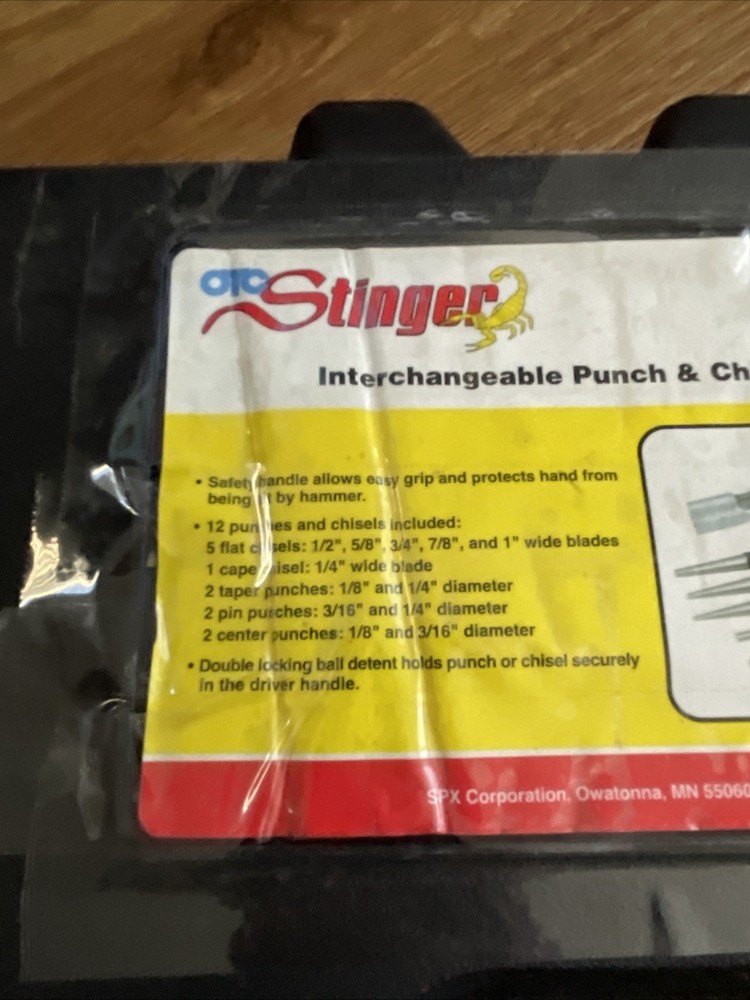 OTC Stinger
Interchangeable Punch & Ch
• Safety handle allows easy grip and protects hand from
being by hammer.
• 12 punches and chisels included:
5 flat chisels: 1/2", 5/8", 3/4", 7/8", and 1" wide blades
1 cape chisel: 1/4" wide blade
2 taper punches: 1/8" and 1/4" diameter
2 pin punches: 3/16" and 1/4" diameter
2 center punches: 1/8" and 3/16" diameter
• Double locking ball detent holds punch or chisel securely
in the driver handle.
SPX Corporation, Owatonna, MN 55060